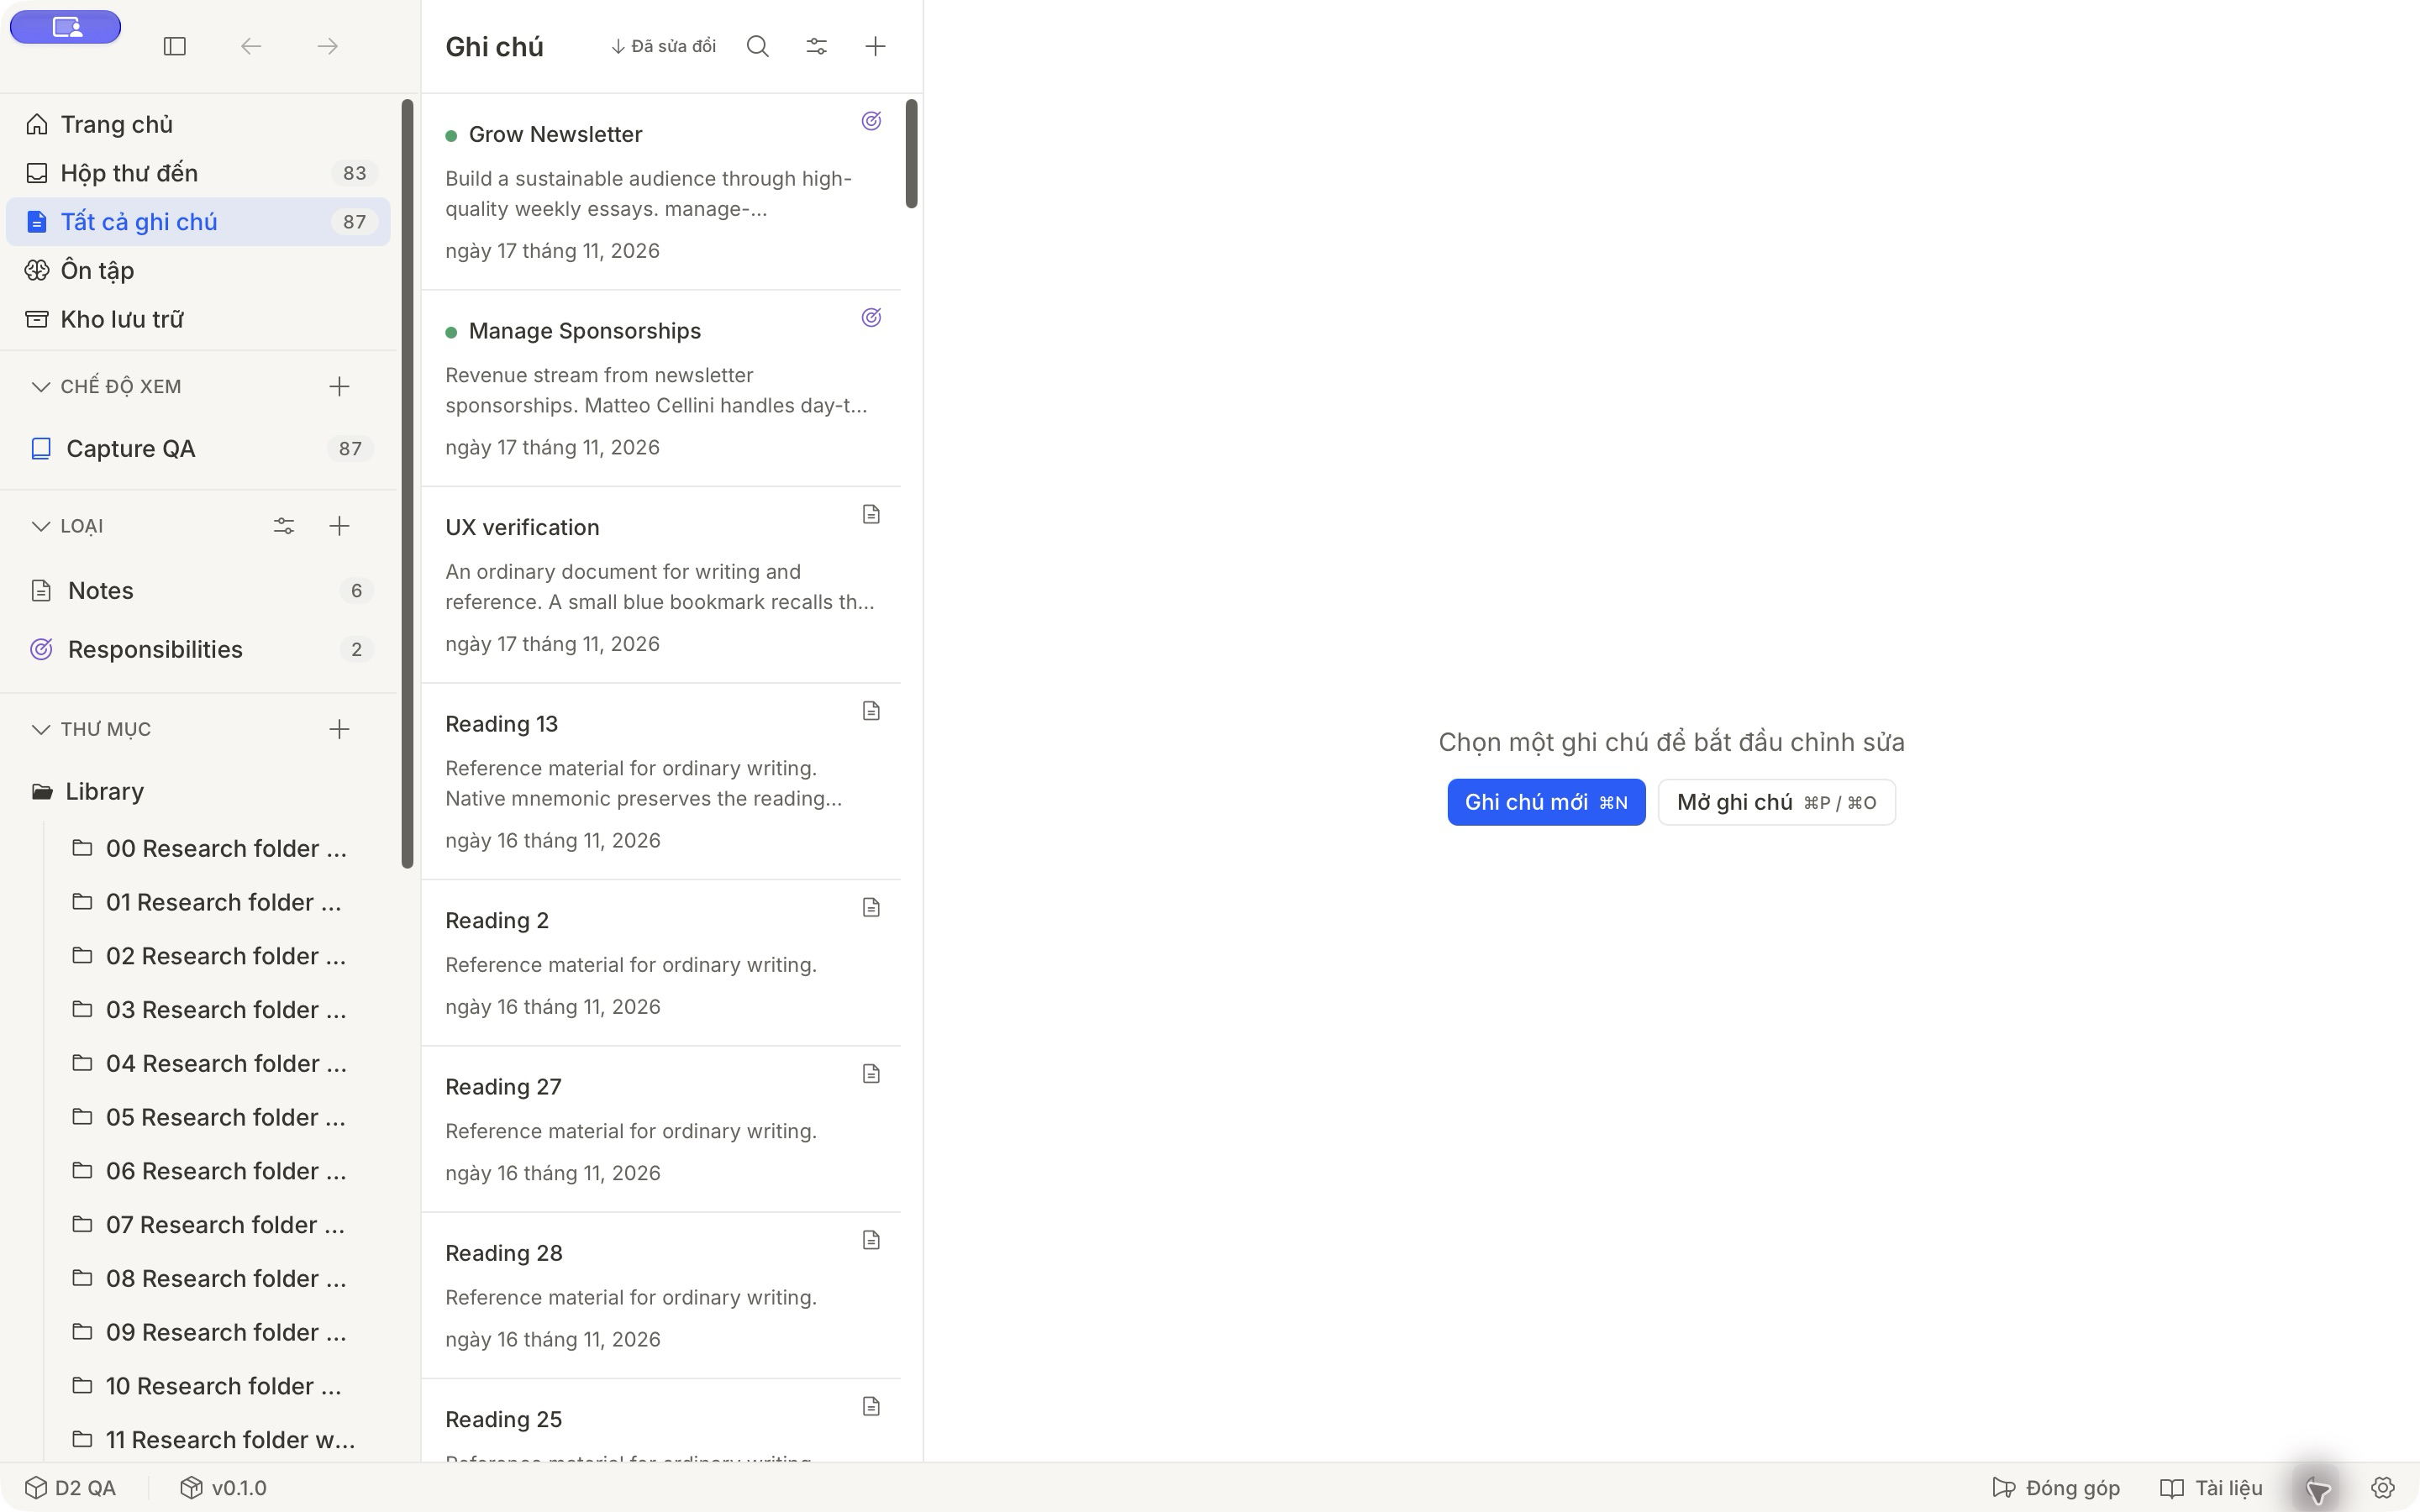 Trang chủ
Hộp thư đến 83
Tất cả ghi chú 87
Ôn tập
Kho lưu trữ
CHẾ ĐỘ XEM
Capture QA 87
LOẠI
Notes 6
Responsibilities 2
THƯ MỤC
Library
00 Research folder ...
01 Research folder ...
02 Research folder ...
03 Research folder ...
04 Research folder ...
05 Research folder ...
06 Research folder ...
07 Research folder ...
08 Research folder ...
09 Research folder ...
10 Research folder ...
11 Research folder w...
Ghi chú
Đã sửa đổi
Grow Newsletter
Build a sustainable audience through high-
quality weekly essays. manage-...
ngày 17 tháng 11, 2026
Manage Sponsorships
Revenue stream from newsletter
sponsorships. Matteo Cellini handles day-t...
ngày 17 tháng 11, 2026
UX verification
An ordinary document for writing and
reference. A small blue bookmark recalls th...
ngày 17 tháng 11, 2026
Reading 13
Reference material for ordinary writing.
Native mnemonic preserves the reading...
ngày 16 tháng 11, 2026
Reading 2
Reference material for ordinary writing.
ngày 16 tháng 11, 2026
Reading 27
Reference material for ordinary writing.
ngày 16 tháng 11, 2026
Reading 28
Reference material for ordinary writing.
ngày 16 tháng 11, 2026
Reading 25
Reference material for ordinary writing.
Chọn một ghi chú để bắt đầu chỉnh sửa
Ghi chú mới ⌘N
Mở ghi chú ⌘P / ⌘O
D2 QA
v0.1.0
Đóng góp
Tài liệu